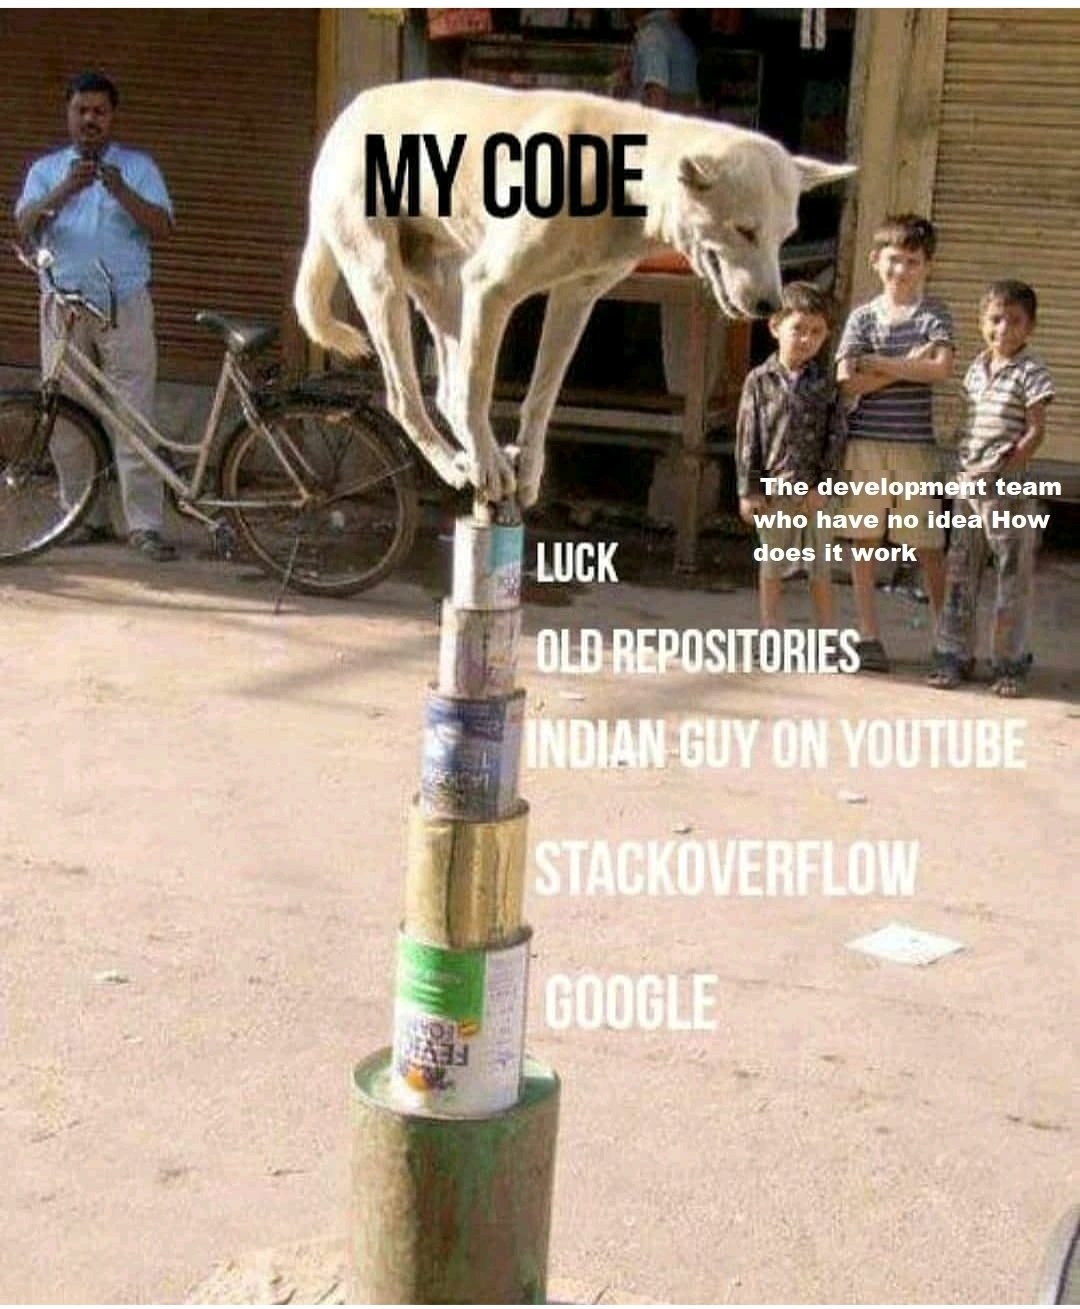 MY CODE
The development team
who have no idea How
does it work
LUCK
OLD REPOSITORIES
INDIAN GUY ON YOUTUBE
STACKOVERFLOW
GOOGLE